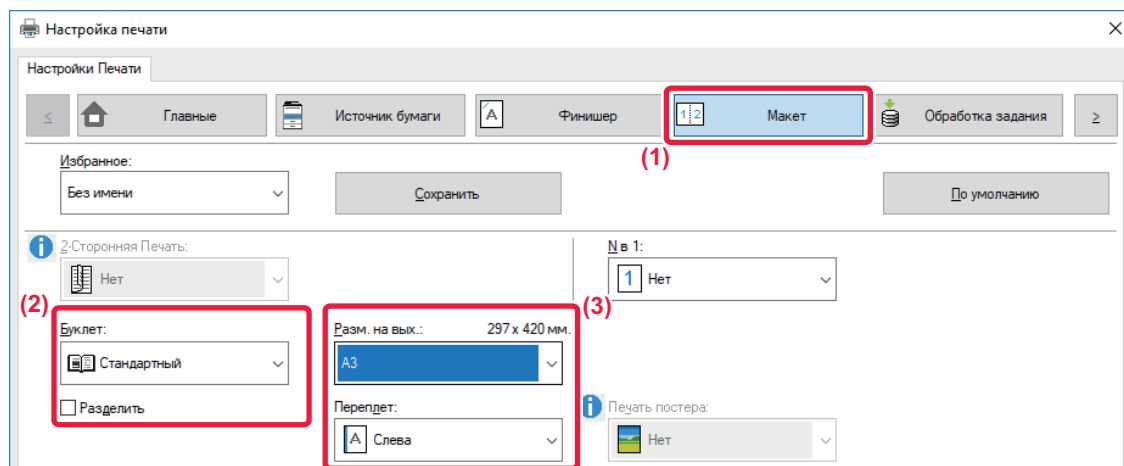 Настройка печати
Настройки Печати
<
Главные
Источник бумаги
A
Финишер
1 2
Макет
Обработка задания
>
(1)
Избранное:
Без имени
Сохранить
По умолчанию
2-Сторонняя Печать:
Нет
N в 1:
1 Нет
(2)
(3)
Буклет:
Стандартный
Разделить
Разм. на вых.: 297 x 420 мм.
A3
Переплет:
A Слева
Печать постера:
Нет